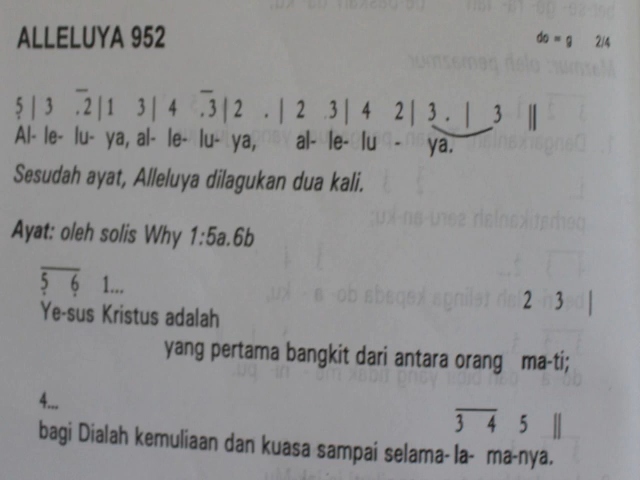 ALLELUYA 952
do = g 2/4
5̣ | 3 .̅2̅ | 1 3 | 4 .̅3̅ | 2 . | 2 3 | 4 2 | 3 . | 3 ||
Al- le- lu- ya, al- le- lu- ya, al- le- lu - ya.
Sesudah ayat, Alleluya dilagukan dua kali.
Ayat: oleh solis Why 1:5a.6b
5̣̅ 6̣̅ 1... 2 3 |
Ye-sus Kristus adalah
yang pertama bangkit dari antara orang ma-ti;
4... 3̅ 4̅ 5 ||
bagi Dialah kemuliaan dan kuasa sampai selama-la- ma-nya.